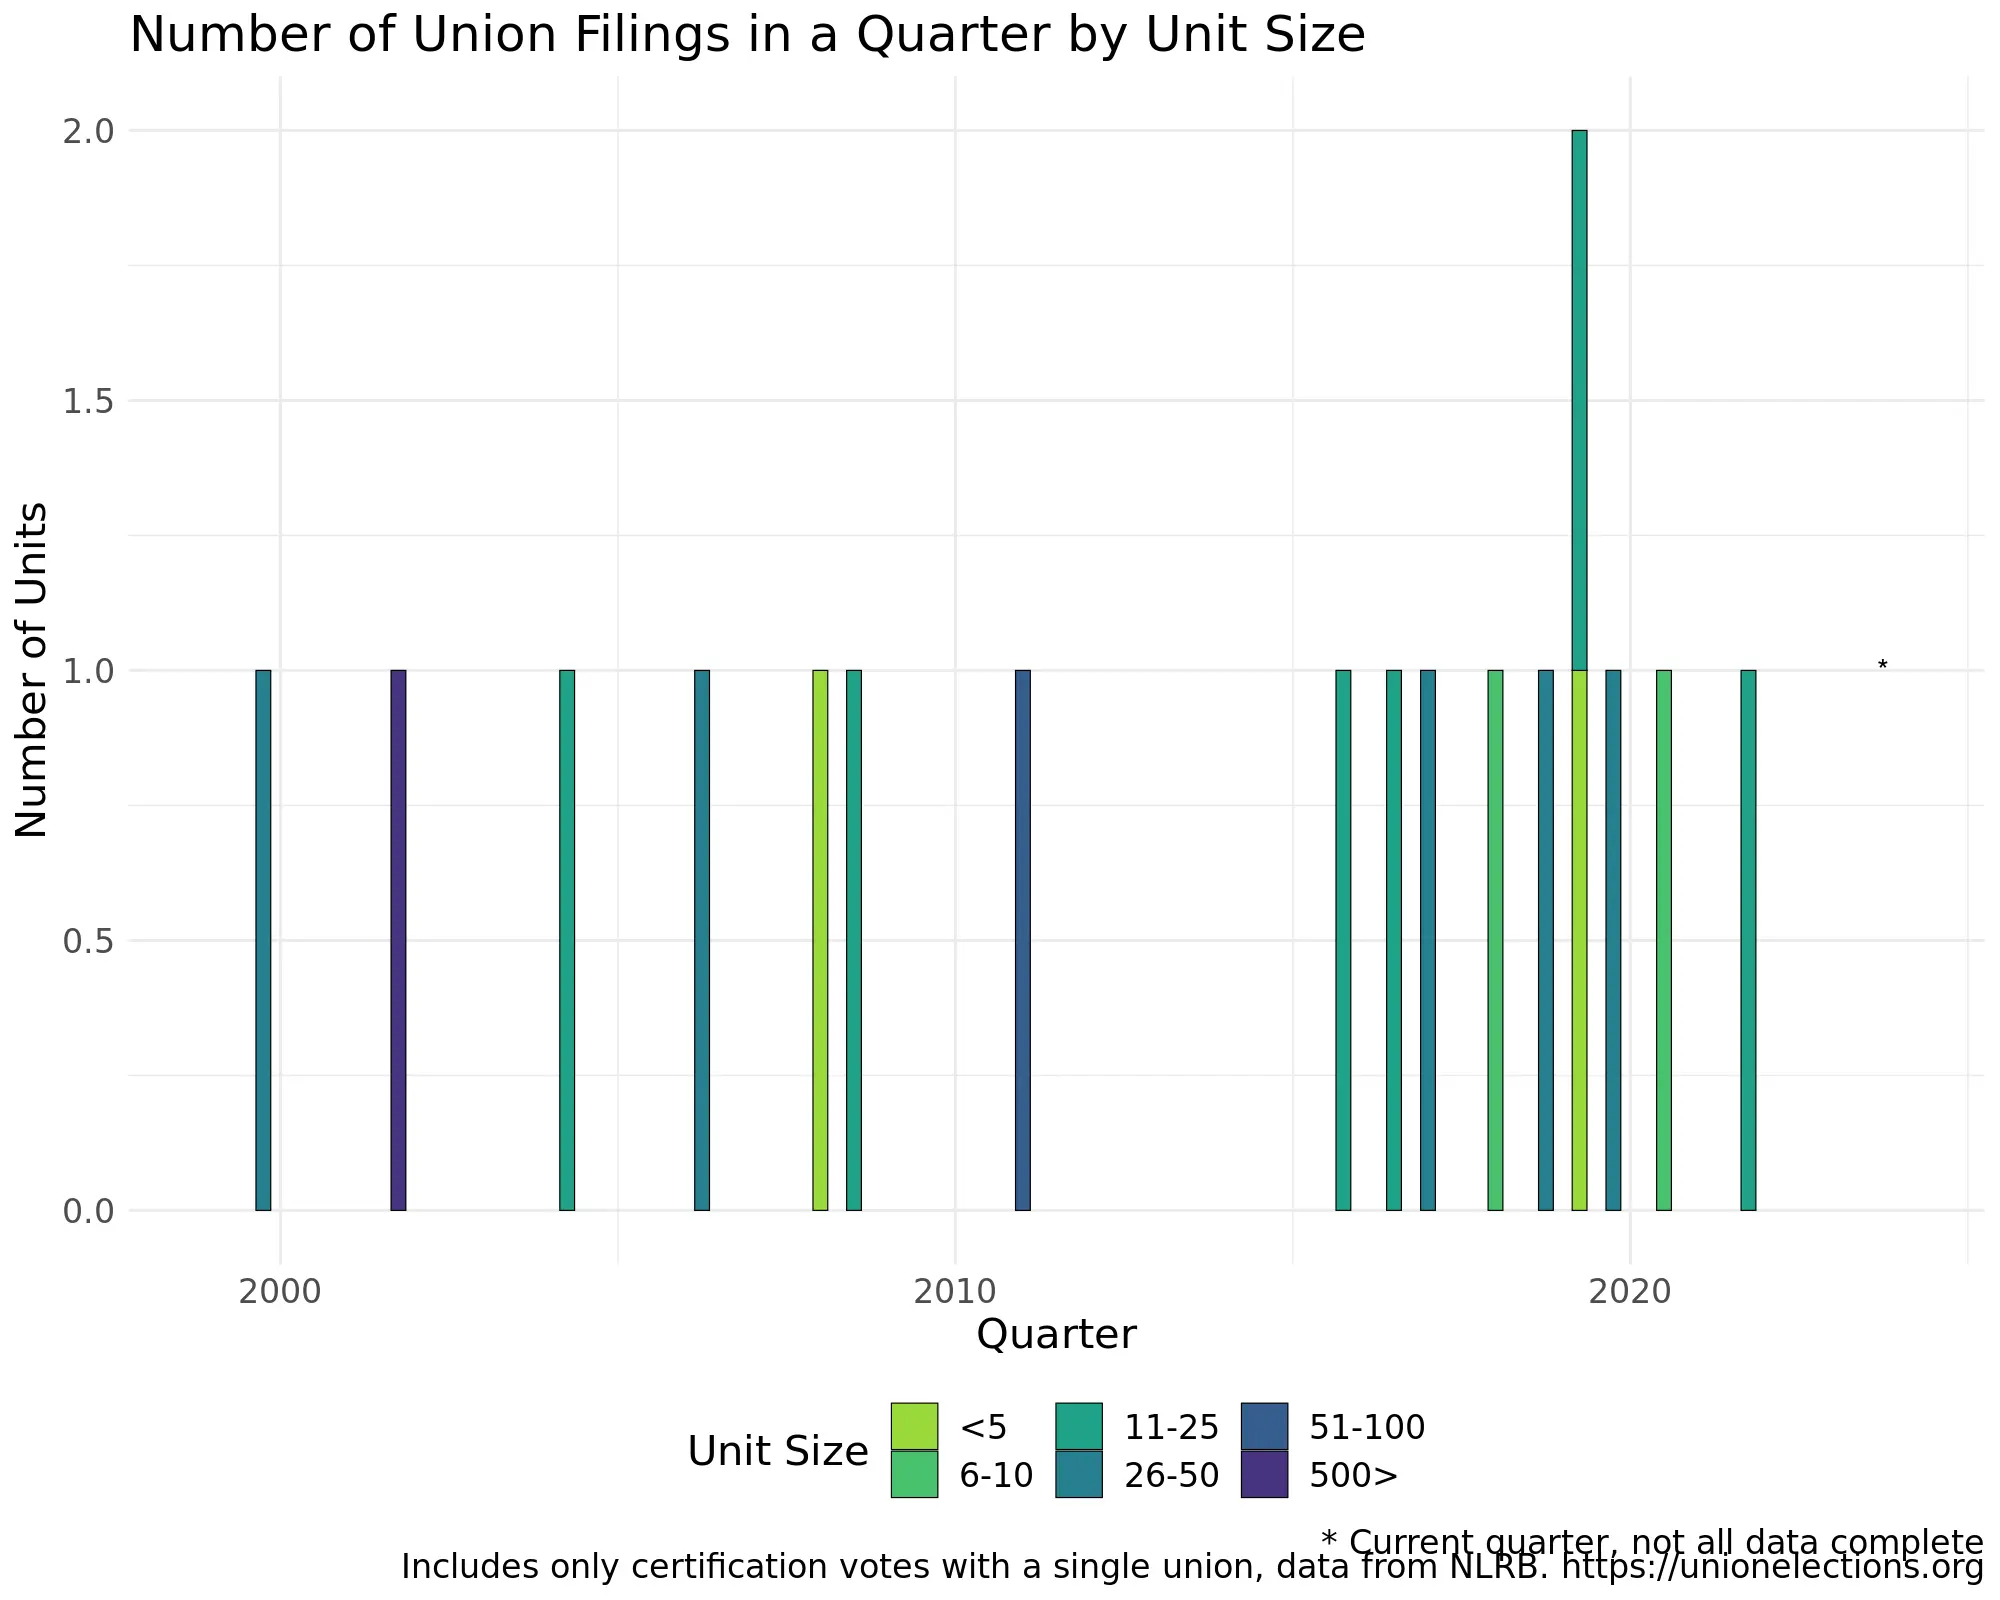 Number of Union Filings in a Quarter by Unit Size
2.0
1.5
1.0
0.5
0.0
Number of Units
*
2000
2010
2020
Quarter
Unit Size
<5
11-25
51-100
6-10
26-50
500>
* Current quarter, not all data complete
Includes only certification votes with a single union, data from NLRB. https://unionelections.org